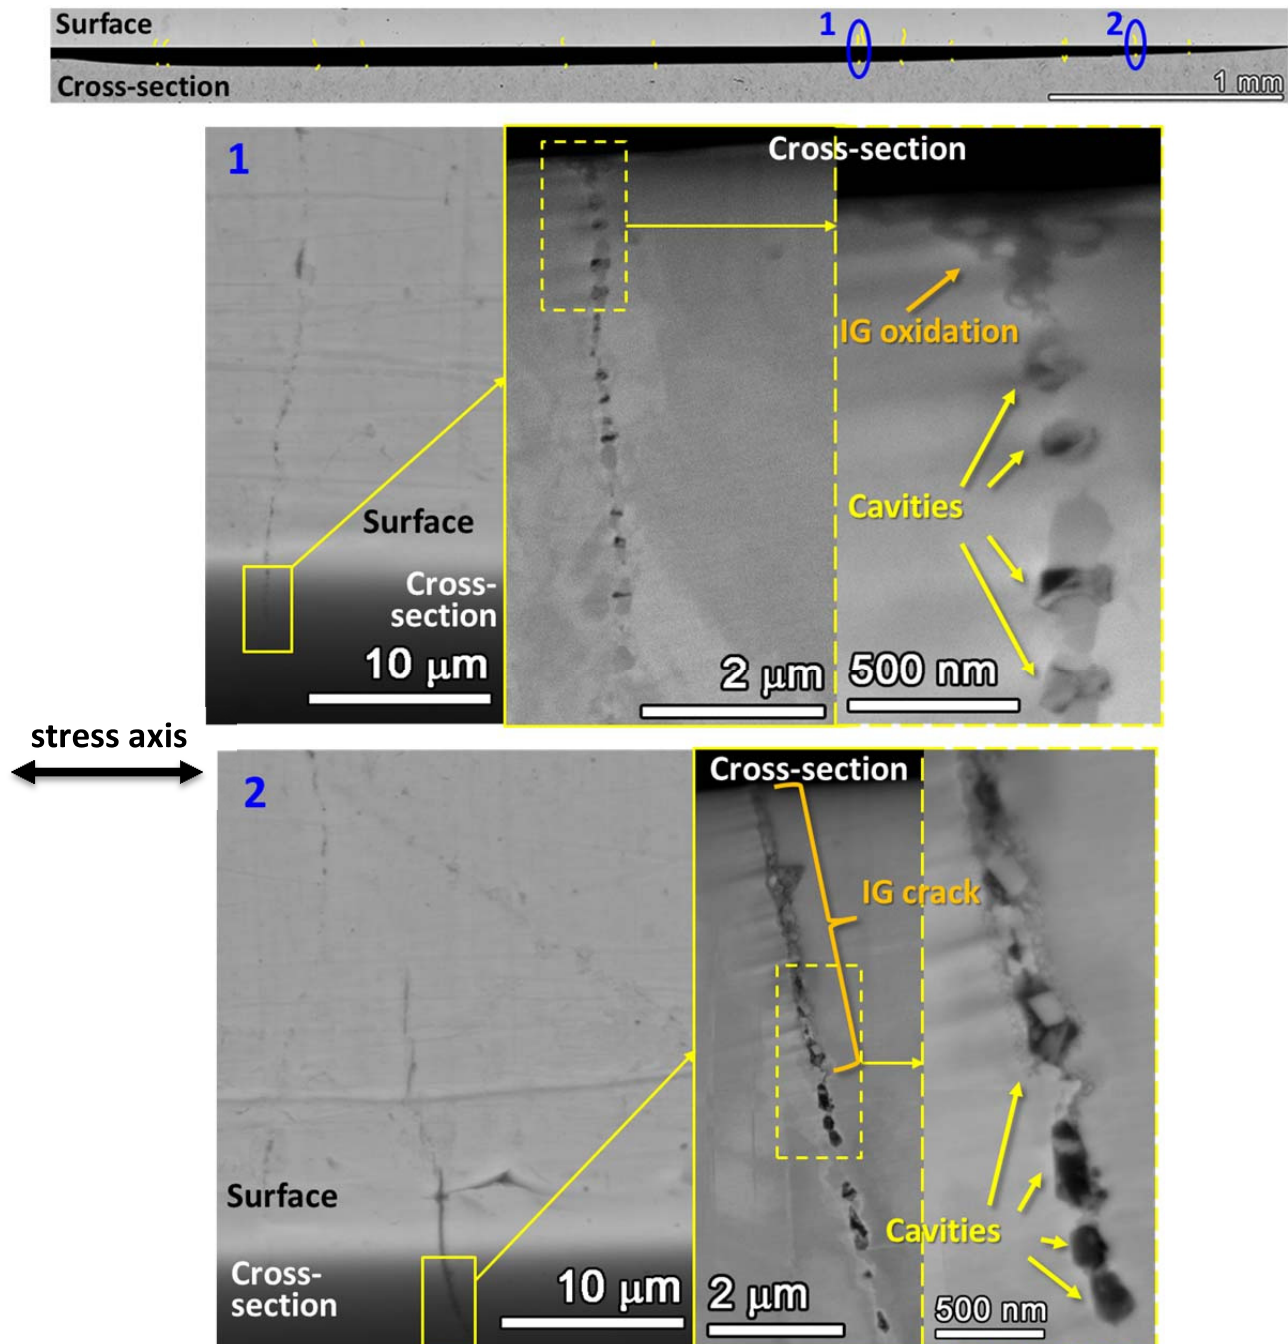 Surface
1
2
Cross-section
1 mm
1
Cross-section
IG oxidation
Cavities
Surface
Cross-
section
10 μm
2 μm
500 nm
stress axis
2
Cross-section
IG crack
Surface
Cavities
Cross-
section
10 μm
2 μm
500 nm